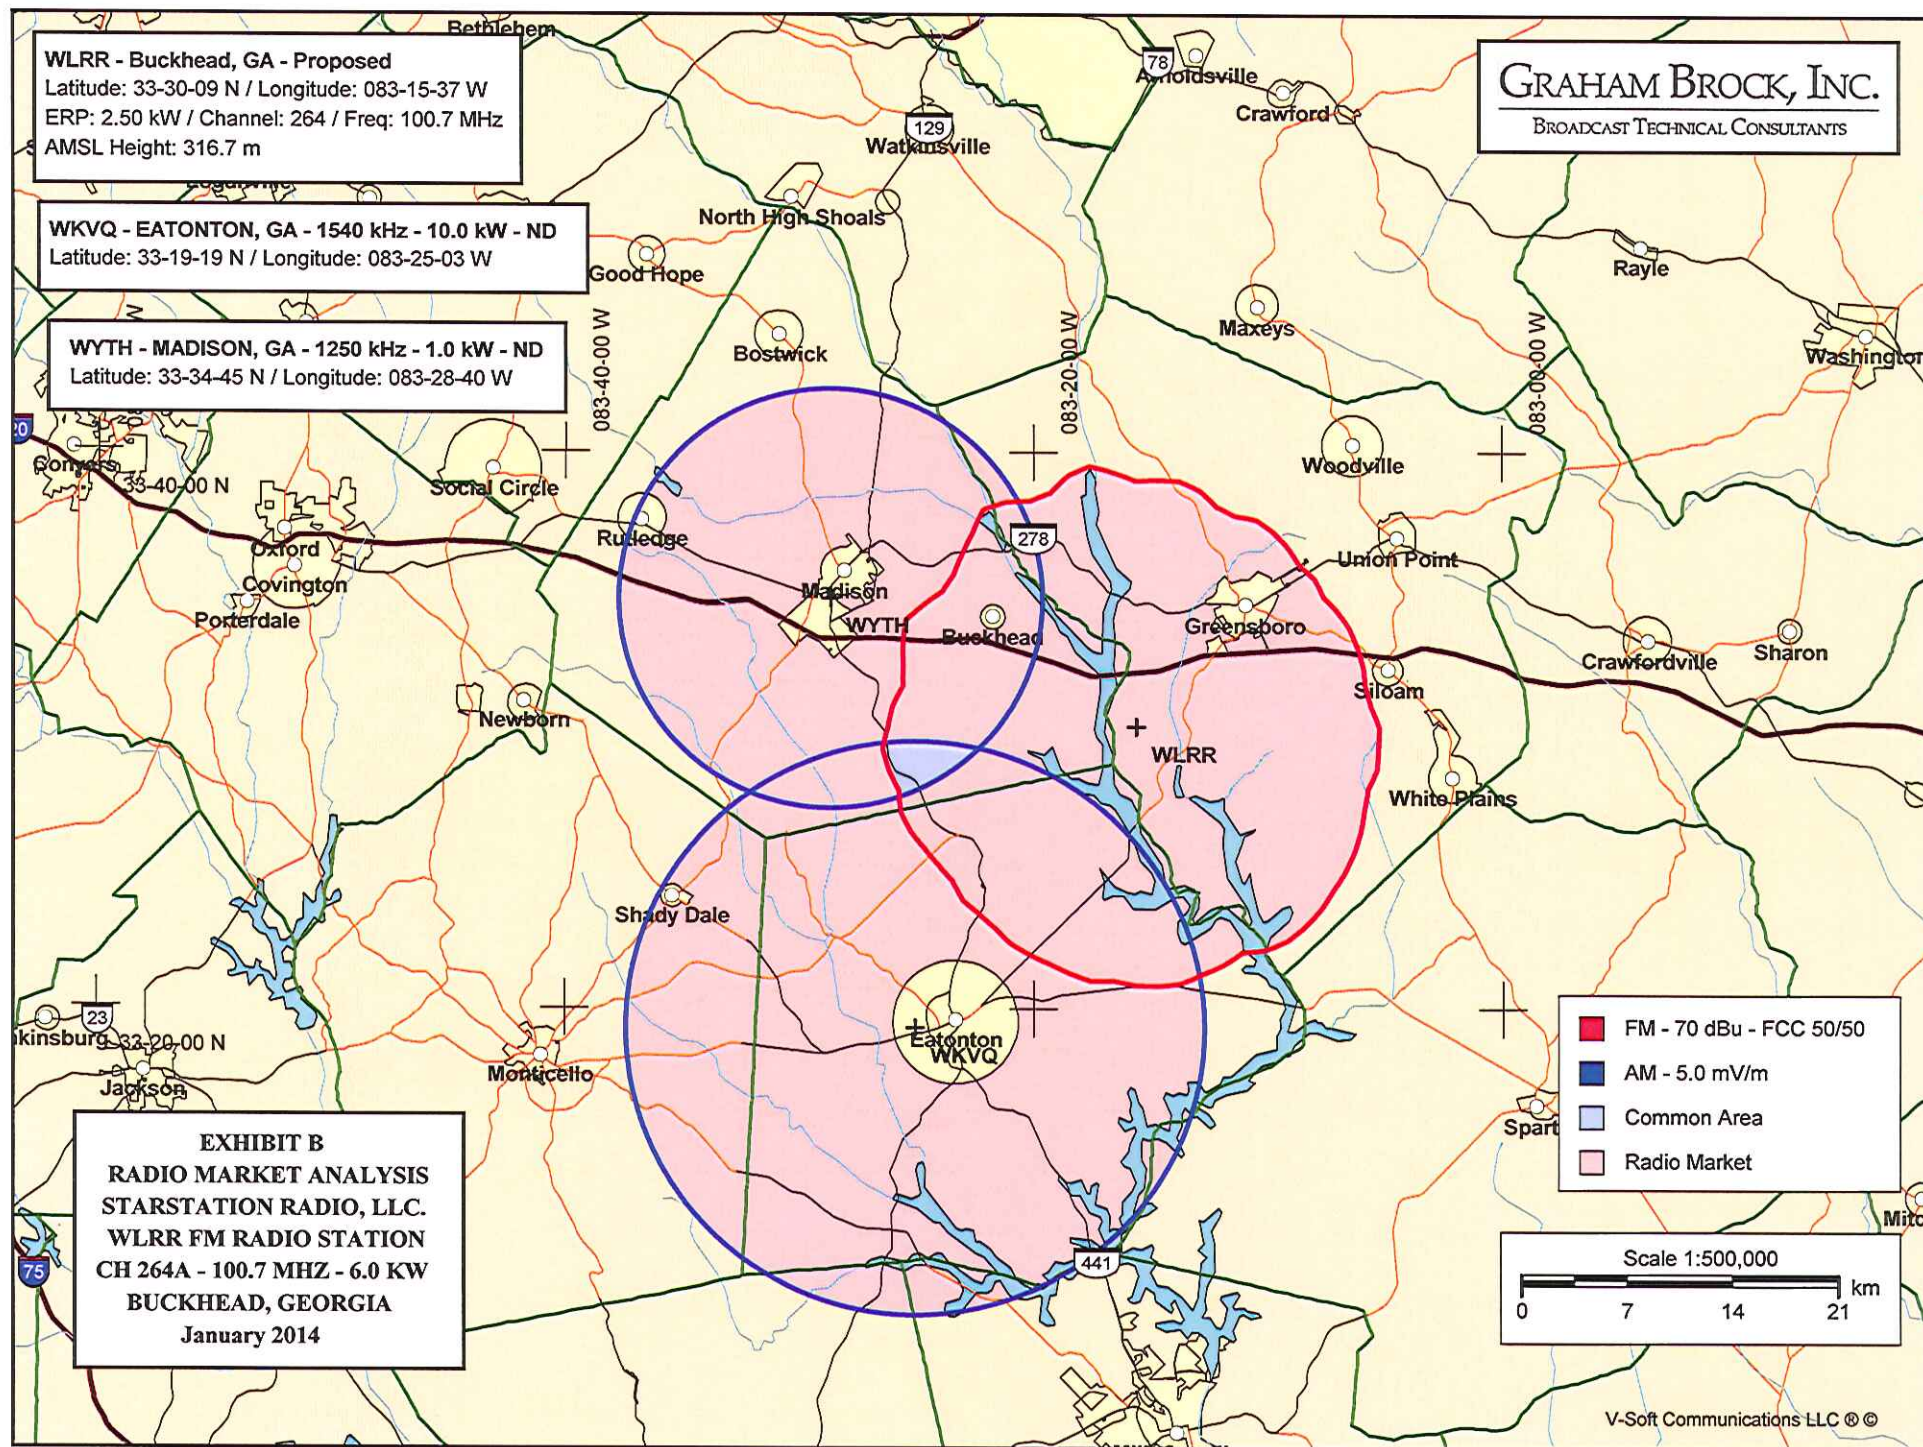 Bethlehem
WLRR - Buckhead, GA - Proposed
Latitude: 33-30-09 N / Longitude: 083-15-37 W
ERP: 2.50 kW / Channel: 264 / Freq: 100.7 MHz
AMSL Height: 316.7 m
WKVQ - EATONTON, GA - 1540 kHz - 10.0 kW - ND
Latitude: 33-19-19 N / Longitude: 083-25-03 W
WYTH - MADISON, GA - 1250 kHz - 1.0 kW - ND
Latitude: 33-34-45 N / Longitude: 083-28-40 W
GRAHAM BROCK, INC.
BROADCAST TECHNICAL CONSULTANTS
78
Arnoldsville
Crawford
129
Watkinsville
North High Shoals
Good Hope
Rayle
Maxeys
Bostwick
Washington
083-40-00 W
083-20-00 W
083-00-00 W
20
Conyers
33-40-00 N
Social Circle
Woodville
Oxford
Covington
Porterdale
Rutledge
278
Madison
WYTH
Buckhead
Greensboro
Union Point
Crawfordville
Sharon
Siloam
Newborn
WLRR
White Plains
Shady Dale
23
kinsburg
33-20-00 N
Jackson
Monticello
Eatonton
WKVQ
Spart
441
75
Mitc
EXHIBIT B
RADIO MARKET ANALYSIS
STARSTATION RADIO, LLC.
WLRR FM RADIO STATION
CH 264A - 100.7 MHZ - 6.0 KW
BUCKHEAD, GEORGIA
January 2014
FM - 70 dBu - FCC 50/50
AM - 5.0 mV/m
Common Area
Radio Market
Scale 1:500,000
0 7 14 21 km
V-Soft Communications LLC ® ©